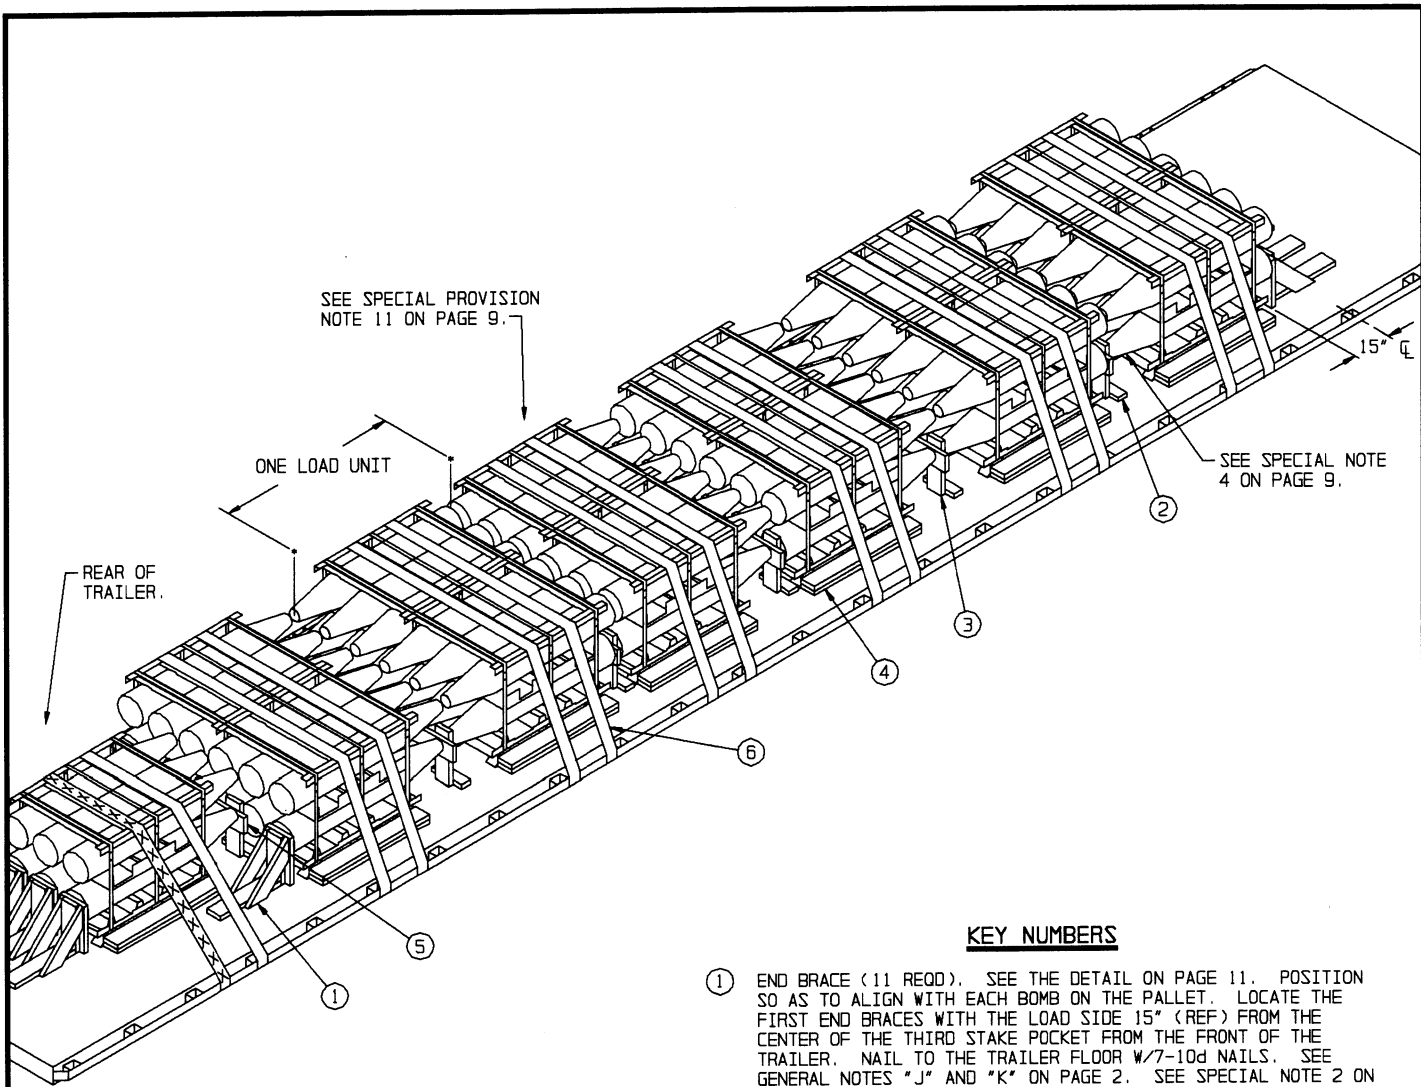 SEE SPECIAL PROVISION
NOTE 11 ON PAGE 9.
15" ℄
ONE LOAD UNIT
*
*
SEE SPECIAL NOTE
4 ON PAGE 9.
2
REAR OF
TRAILER.
3
4
6
5
1
KEY NUMBERS
1 END BRACE (11 REQD). SEE THE DETAIL ON PAGE 11. POSITION
SO AS TO ALIGN WITH EACH BOMB ON THE PALLET. LOCATE THE
FIRST END BRACES WITH THE LOAD SIDE 15" (REF) FROM THE
CENTER OF THE THIRD STAKE POCKET FROM THE FRONT OF THE
TRAILER. NAIL TO THE TRAILER FLOOR W/7-10d NAILS. SEE
GENERAL NOTES "J" AND "K" ON PAGE 2. SEE SPECIAL NOTE 2 ON